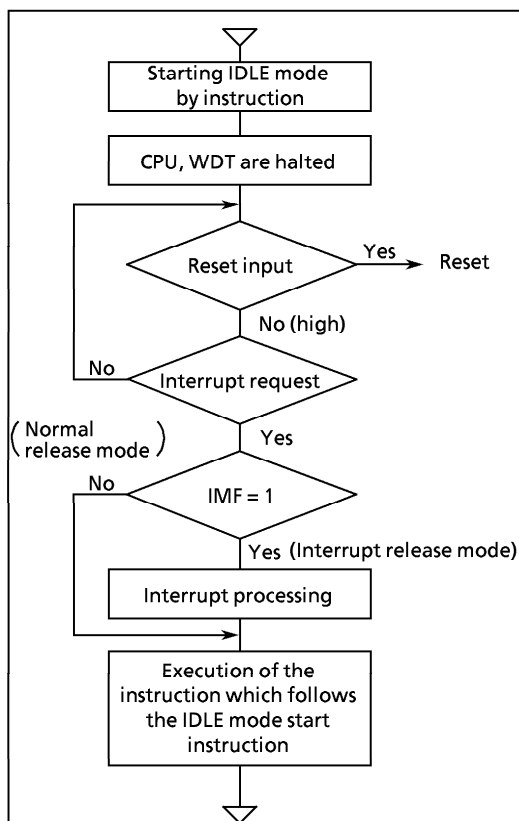 Starting IDLE mode
by instruction
CPU, WDT are halted
Reset input
Yes
Reset
No (high)
No
Interrupt request
(Normal
release mode)
Yes
No
IMF = 1
Yes (Interrupt release mode)
Interrupt processing
Execution of the
instruction which follows
the IDLE mode start
instruction